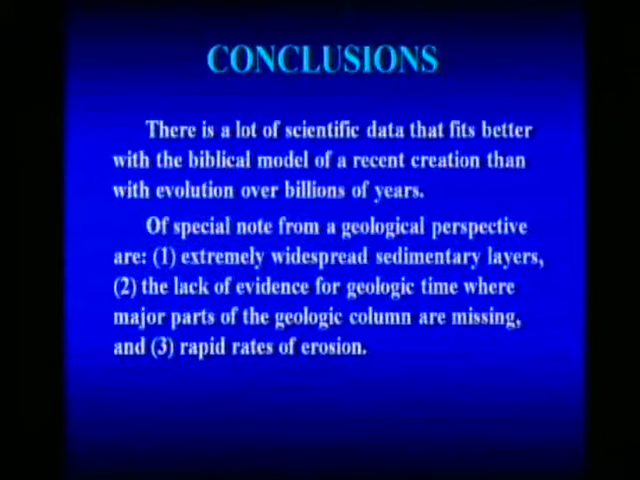 CONCLUSIONS
There is a lot of scientific data that fits better
with the biblical model of a recent creation than
with evolution over billions of years.
Of special note from a geological perspective
are: (1) extremely widespread sedimentary layers,
(2) the lack of evidence for geologic time where
major parts of the geologic column are missing,
and (3) rapid rates of erosion.